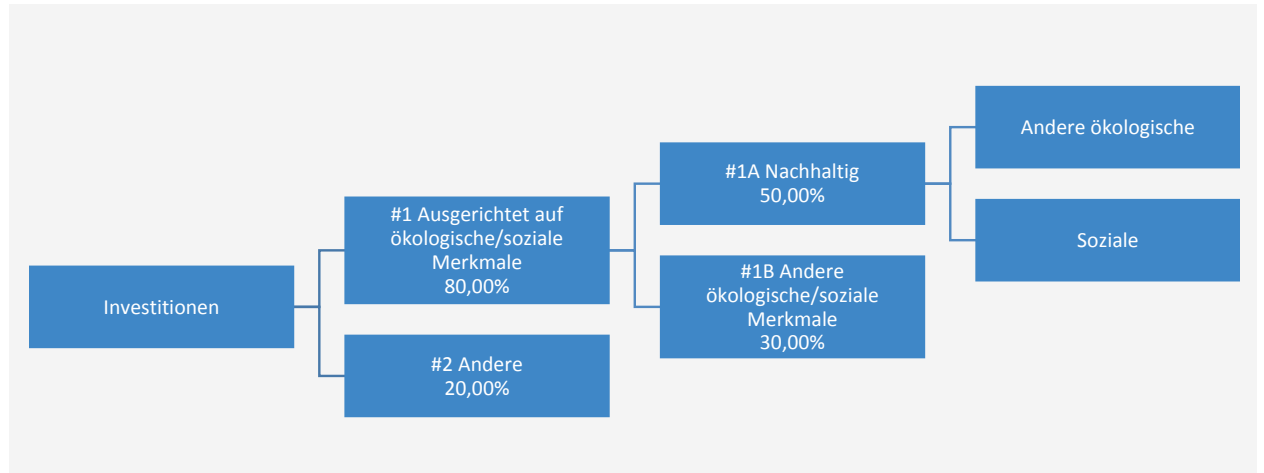 Investitionen
#1 Ausgerichtet auf
ökologische/soziale
Merkmale
80,00%
#2 Andere
20,00%
#1A Nachhaltig
50,00%
#1B Andere
ökologische/soziale
Merkmale
30,00%
Andere ökologische
Soziale